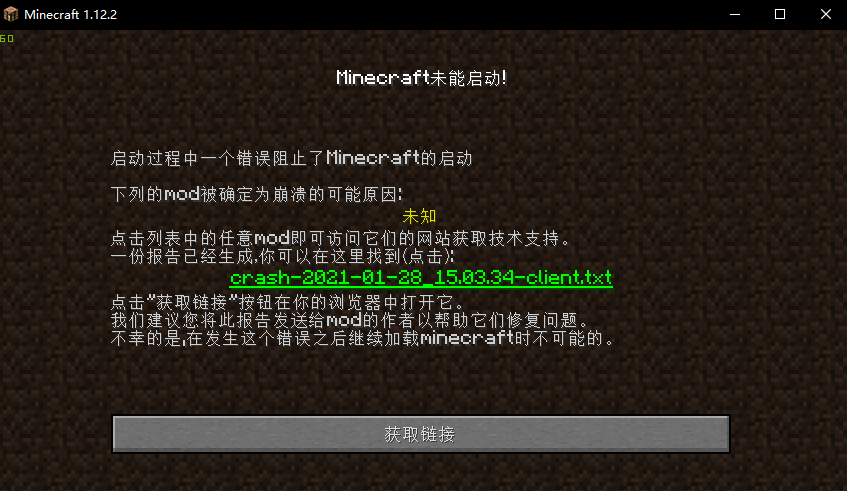 Minecraft 1.12.2
60
Minecraft未能启动!
启动过程中一个错误阻止了Minecraft的启动
下列的mod被确定为崩溃的可能原因:
未知
点击列表中的任意mod即可访问它们的网站获取技术支持。
一份报告已经生成,你可以在这里找到(点击):
crash-2021-01-28_15.03.34-client.txt
点击"获取链接"按钮在你的浏览器中打开它。
我们建议您将此报告发送给mod的作者以帮助它们修复问题。
不幸的是,在发生这个错误之后继续加载minecraft时不可能的。
获取链接